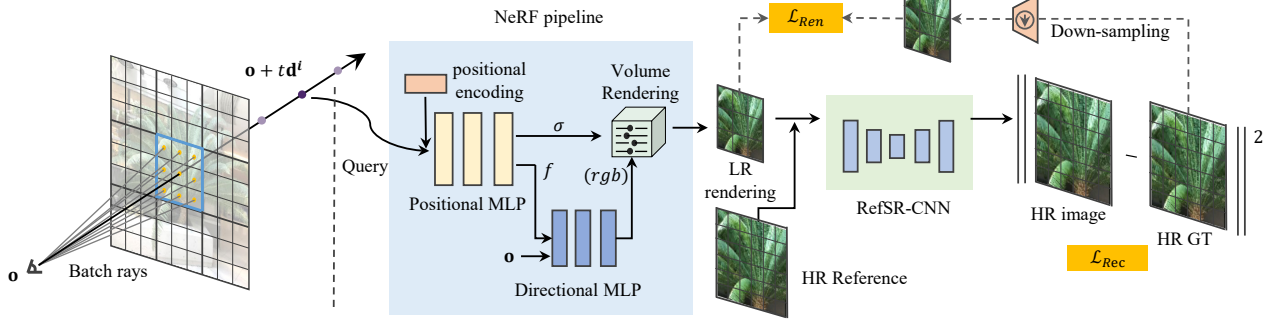 NeRF pipeline
ℒ_Ren
Down-sampling
𝐨 + t𝐝^𝒊
positional
encoding
Volume
Rendering
σ
2
Query
f
(rgb)
LR
rendering
Positional MLP
RefSR-CNN
HR image
−
HR GT
𝐨
Batch rays
𝐨
HR Reference
ℒ_Rec
Directional MLP